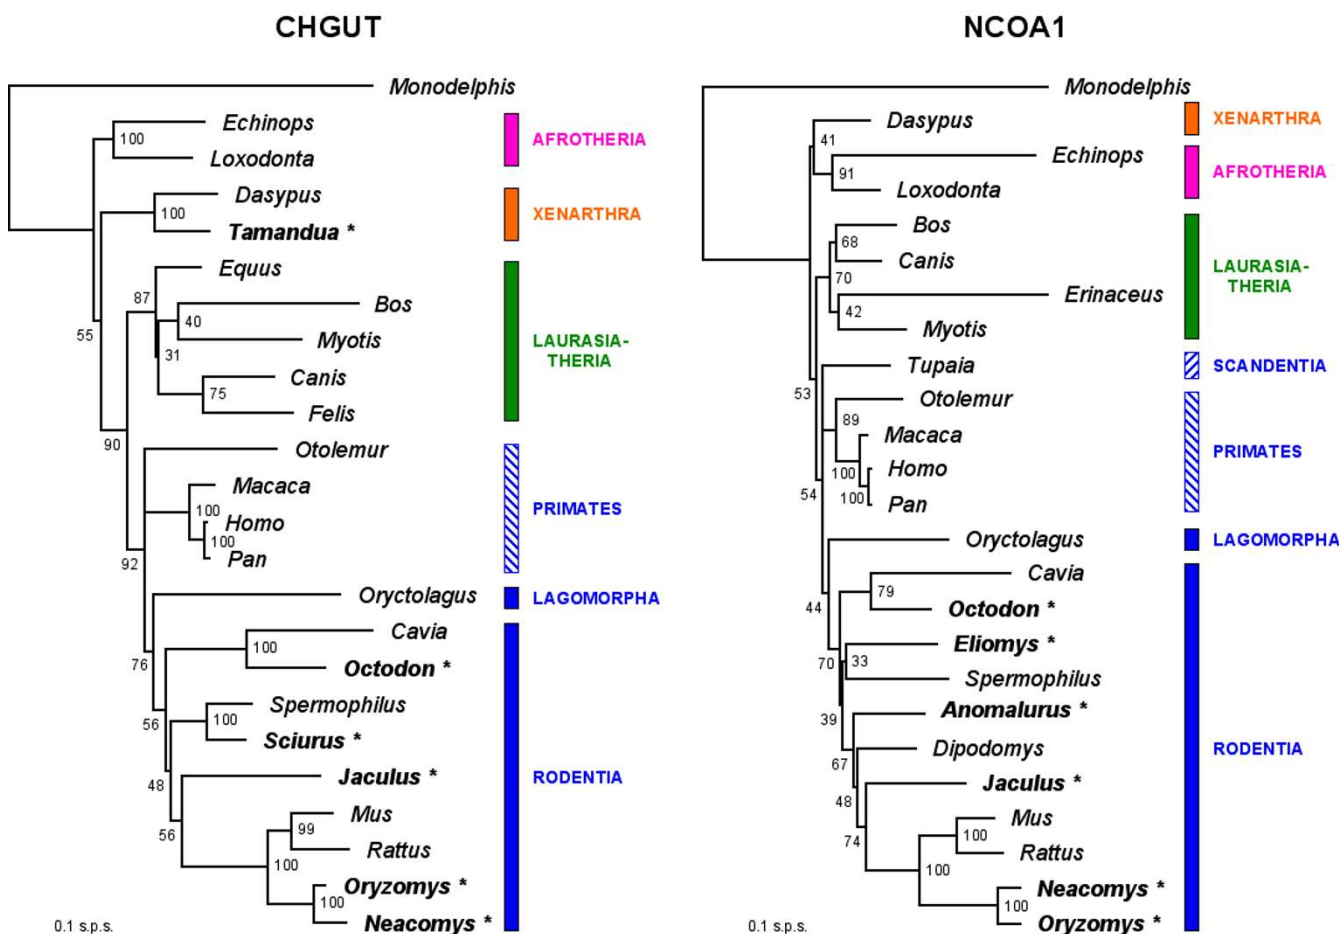 CHGUT
Monodelphis
Echinops
100
AFROTHERIA
Loxodonta
Dasypus
100
XENARTHRA
Tamandua *
Equus
87
Bos
40
55
31
Myotis
LAURASIA-
THERIA
Canis
75
Felis
90
Otolemur
Macaca
100
PRIMATES
Homo
100
Pan
92
Oryctolagus
LAGOMORPHA
Cavia
100
76
Octodon *
Spermophilus
56
100
Sciurus *
Jaculus *
RODENTIA
48
Mus
56
99
Rattus
100
Oryzomys *
100
Neacomys *
0.1 s.p.s.
NCOA1
Monodelphis
XENARTHRA
Dasypus
41
Echinops
AFROTHERIA
91
Loxodonta
Bos
68
Canis
70
LAURASIA-
THERIA
Erinaceus
42
Myotis
Tupaia
SCANDENTIA
53
Otolemur
89
Macaca
PRIMATES
100
Homo
54
100
Pan
Oryctolagus
LAGOMORPHA
Cavia
79
44
Octodon *
Eliomys *
70
33
Spermophilus
39
Anomalurus *
Dipodomys
RODENTIA
67
Jaculus *
48
Mus
74
100
Rattus
100
Neacomys *
100
Oryzomys *
0.1 s.p.s.